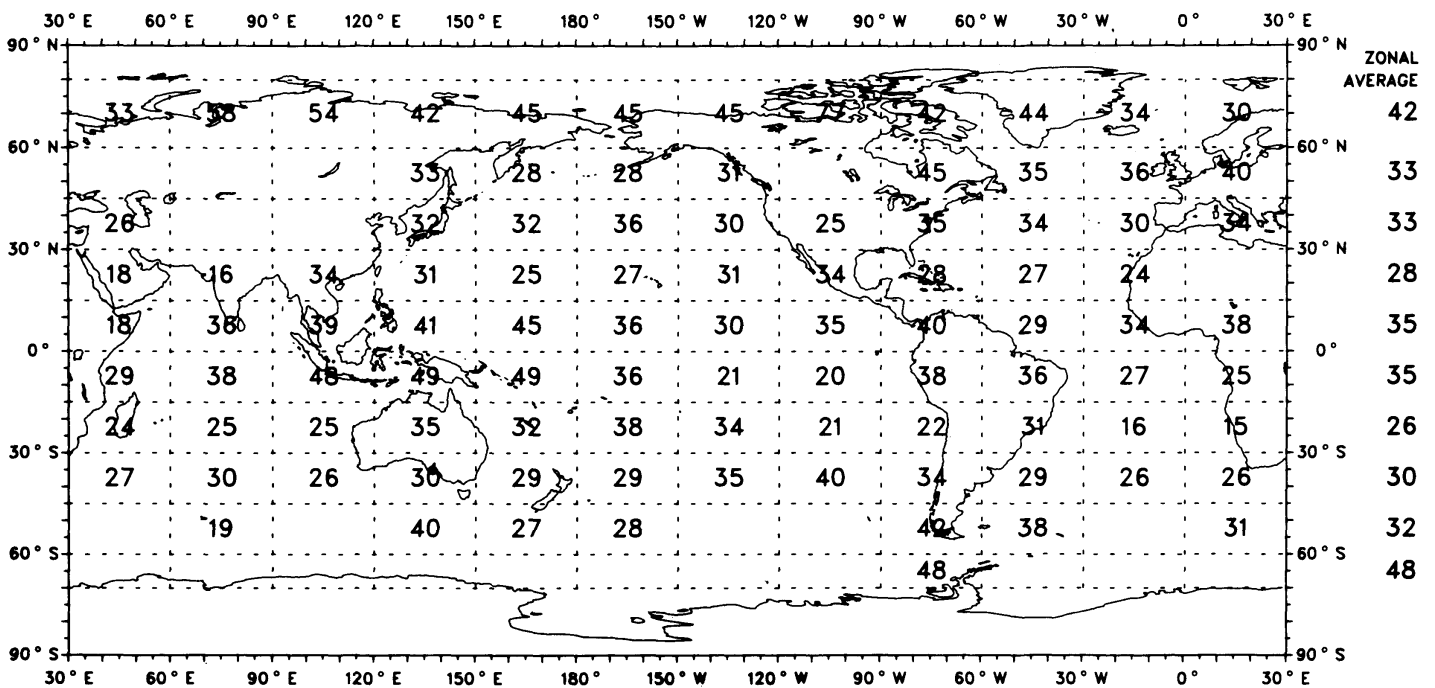 30° E 60° E 90° E 120° E 150° E 180° 150° W 120° W 90° W 60° W 30° W 0° 30° E
90° N 90° N
ZONAL
AVERAGE
33 58 54 42 45 45 45 42 44 34 30 42
60° N 60° N
33 28 28 31 45 35 36 40 33
26 32 32 36 30 25 35 34 30 34 33
30° N 30° N
18 16 34 31 25 27 31 34 28 27 24 28
18 38 39 41 45 36 30 35 40 29 34 38 35
0° 0°
29 38 48 49 49 36 21 20 38 36 27 25 35
24 25 25 35 32 38 34 21 22 31 16 15 26
30° S 30° S
27 30 26 30 29 29 35 40 34 29 26 26 30
19 40 27 28 38 31 32
60° S 60° S
48 48
90° S 90° S
30° E 60° E 90° E 120° E 150° E 180° 150° W 120° W 90° W 60° W 30° W 0° 30° E